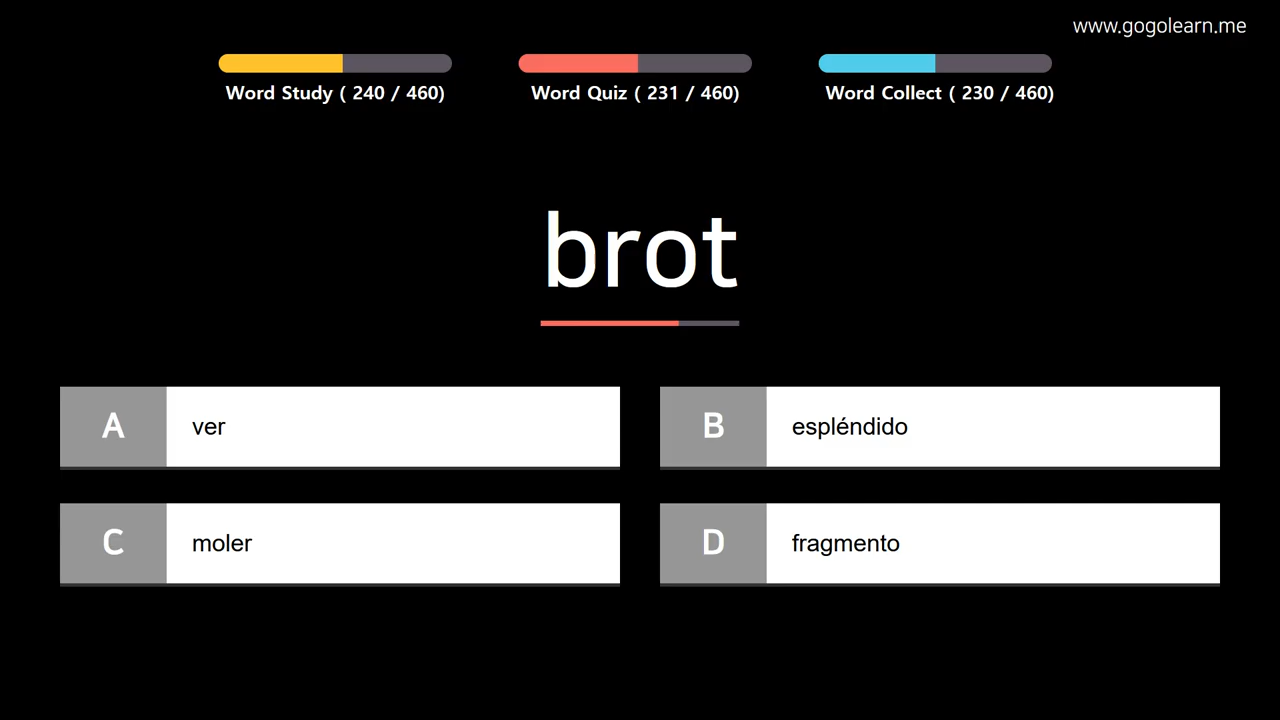 www.gogolearn.me
Word Study ( 240 / 460)
Word Quiz ( 231 / 460)
Word Collect ( 230 / 460)
brot
A ver
B espléndido
C moler
D fragmento